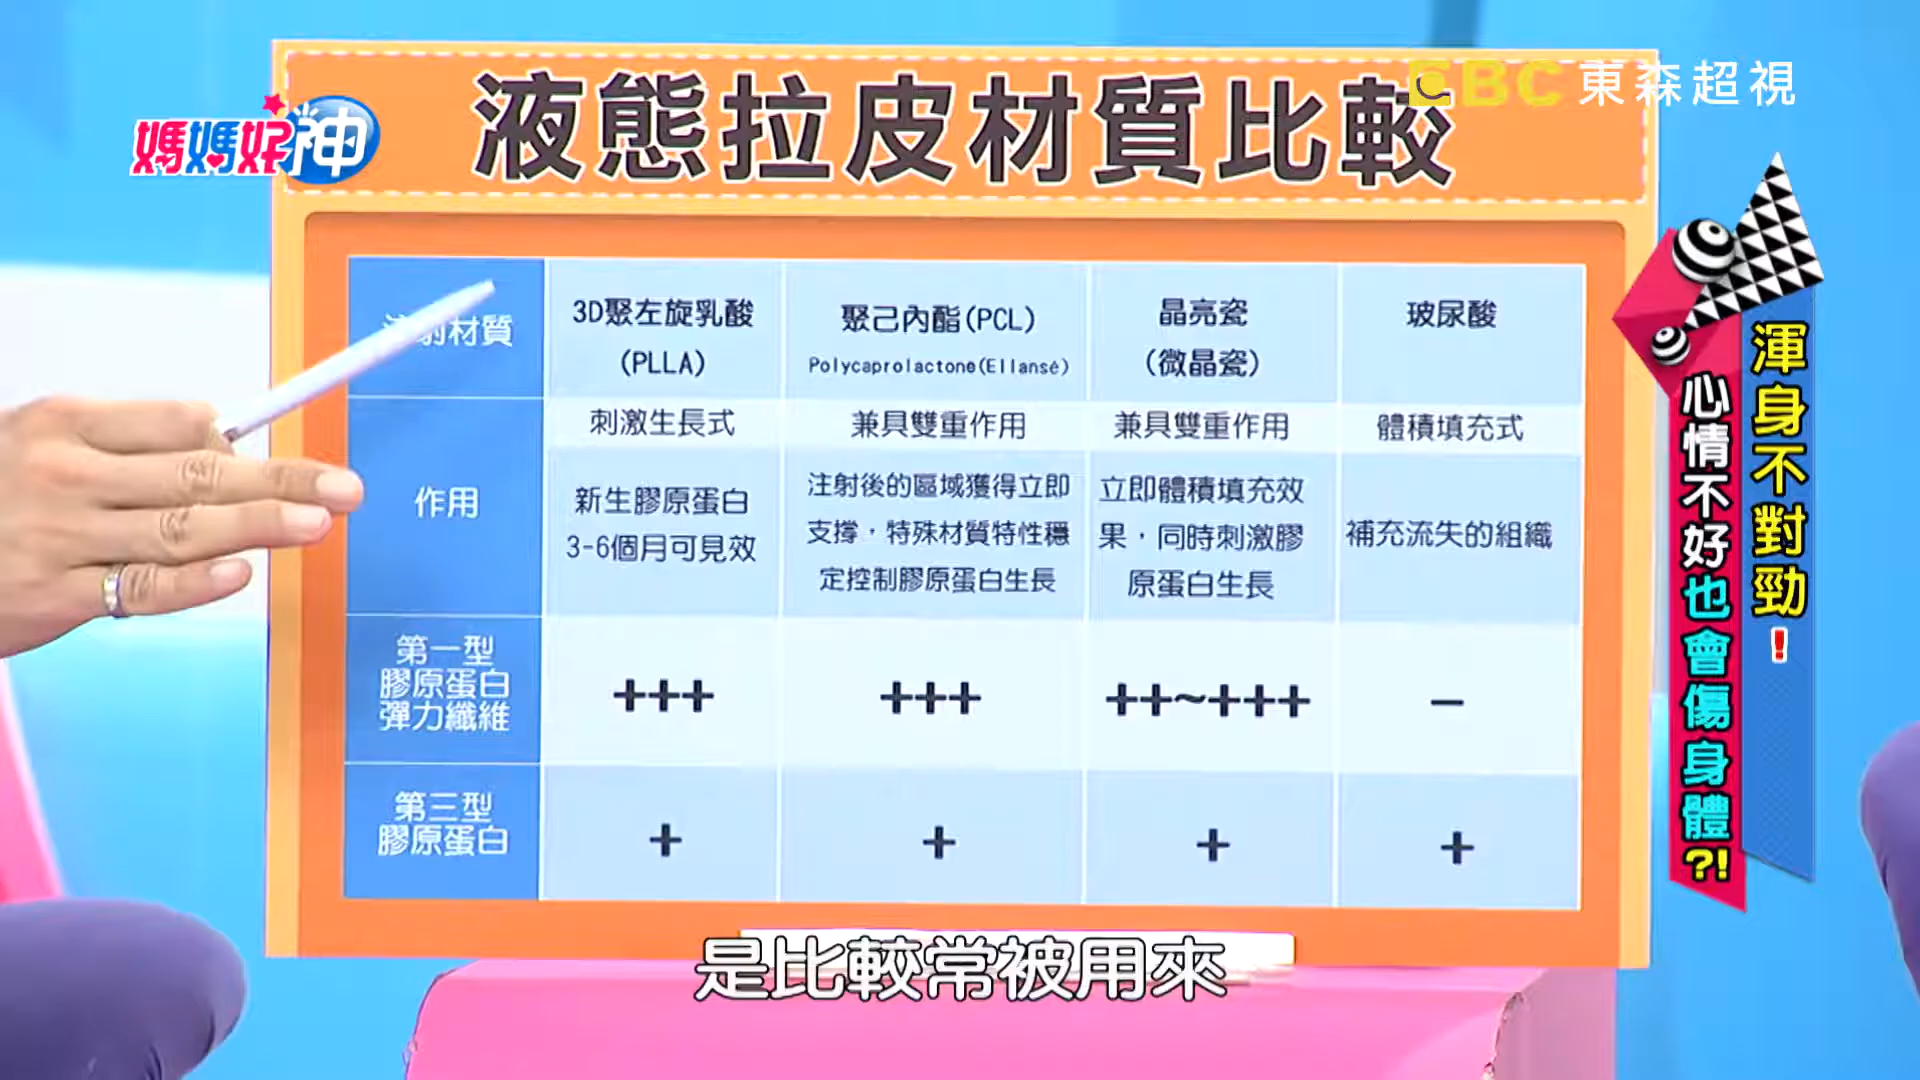 液態拉皮材質比較
EBC 東森超視
媽媽好神
射材質
3D聚左旋乳酸
(PLLA)
聚己內酯(PCL)
Polycaprolactone(Ellansé)
晶亮瓷
(微晶瓷)
玻尿酸
作用
刺激生長式
兼具雙重作用
兼具雙重作用
體積填充式
新生膠原蛋白
3-6個月可見效
注射後的區域獲得立即
支撐,特殊材質特性穩
定控制膠原蛋白生長
立即體積填充效
果,同時刺激膠
原蛋白生長
補充流失的組織
第一型
膠原蛋白
彈力纖維
+++
+++
++~+++
–
第三型
膠原蛋白
+
+
+
+
渾身不對勁!
心情不好也會傷身體?!
是比較常被用來